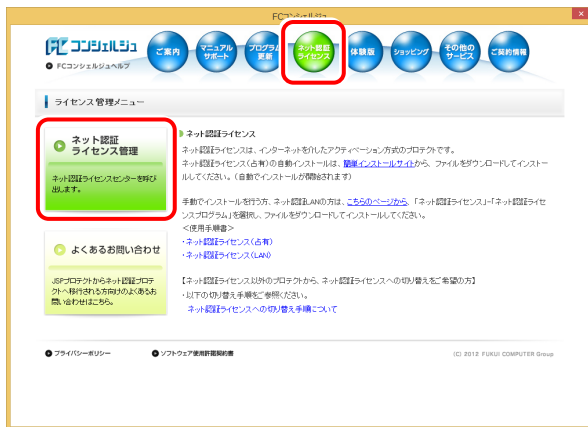 FCコンシェルジュ
FC コンシェルジュ
FCコンシェルジュヘルプ
ご案内
マニュアル
サポート
プログラム
更新
ネット認証
ライセンス
体験版
ショッピング
その他の
サービス
ご契約情報
ライセンス管理メニュー
ネット認証
ライセンス管理
ネット認証ライセンスセンターを呼び
出します。
よくあるお問い合わせ
JSPプロテクトからネット認証プロテ
クトへ移行される方向けのよくあるお
問い合わせはこちら。
ネット認証ライセンス
ネット認証ライセンスは、インターネットを介したアクティベーション方式のプロテクトです。
ネット認証ライセンス(占有)の自動インストールは、簡単インストールサイトから、ファイルをダウンロードしてインストー
ルしてください。(自動でインストールが開始されます)
手動でインストールを行う方、ネット認証LANの方は、こちらのページから、「ネット認証ライセンス」-「ネット認証ライセ
ンスプログラム」を選択し、ファイルをダウンロードしてインストールしてください。
＜使用手順書＞
・ネット認証ライセンス(占有)
・ネット認証ライセンス(LAN)
【ネット認証ライセンス以外のプロテクトから、ネット認証ライセンスへの切り替えをご希望の方】
・以下の切り替え手順をご参照ください。
ネット認証ライセンスへの切り替え手順について
プライバシーポリシー
ソフトウェア使用許諾契約書
(C) 2012 FUKUI COMPUTER Group